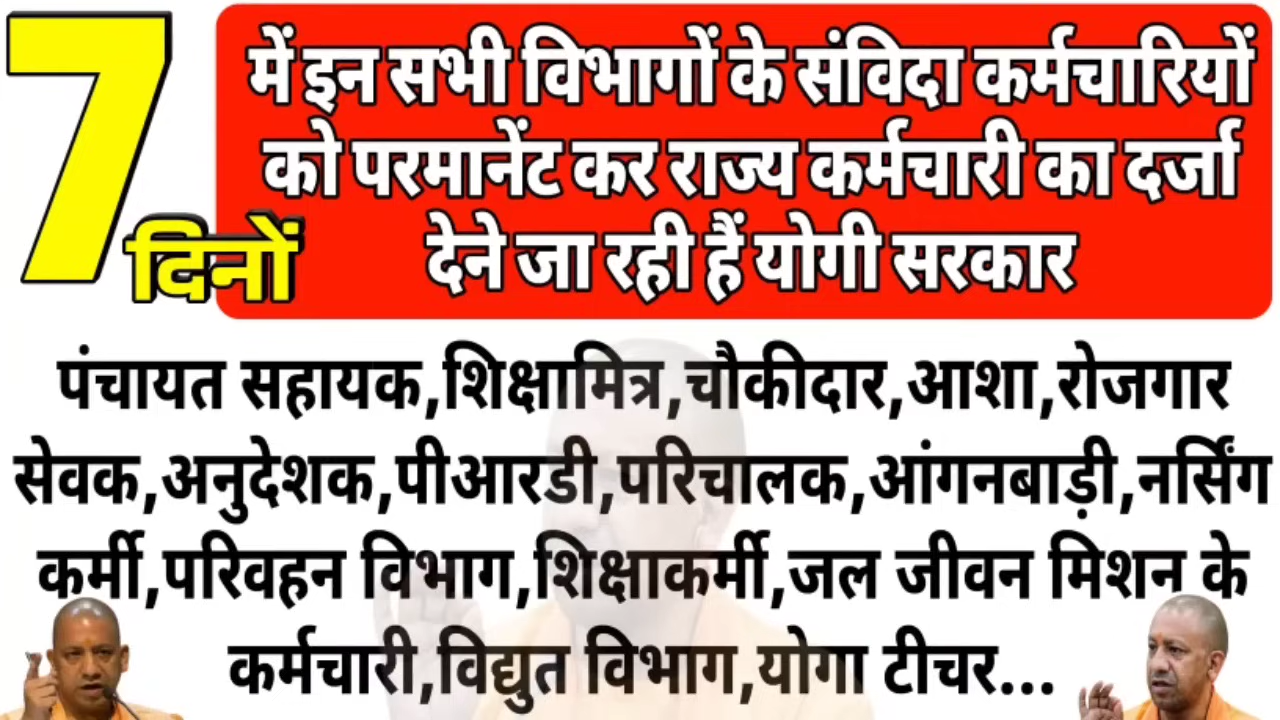 7
दिनों
में इन सभी विभागों के संविदा कर्मचारियों
को परमानेंट कर राज्य कर्मचारी का दर्जा
देने जा रही हैं योगी सरकार
पंचायत सहायक,शिक्षामित्र,चौकीदार,आशा,रोजगार
सेवक,अनुदेशक,पीआरडी,परिचालक,आंगनबाड़ी,नर्सिंग
कर्मी,परिवहन विभाग,शिक्षाकर्मी,जल जीवन मिशन के
कर्मचारी,विद्युत विभाग,योगा टीचर...